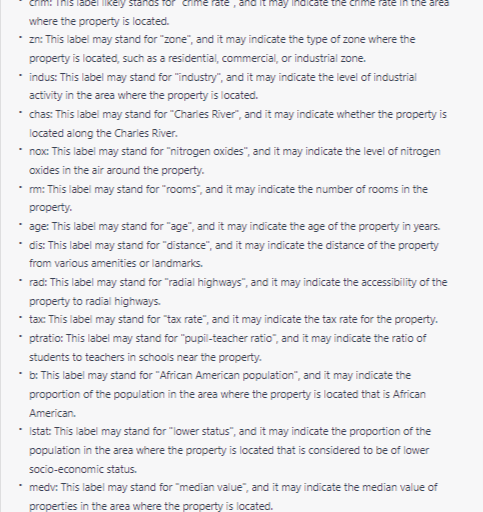 crim: This label likely stands for "crime rate", and it may indicate the crime rate in the area
where the property is located.
• zn: This label may stand for "zone", and it may indicate the type of zone where the
property is located, such as a residential, commercial, or industrial zone.
• indus: This label may stand for "industry", and it may indicate the level of industrial
activity in the area where the property is located.
• chas: This label may stand for "Charles River", and it may indicate whether the property is
located along the Charles River.
• nox: This label may stand for "nitrogen oxides", and it may indicate the level of nitrogen
oxides in the air around the property.
• rm: This label may stand for "rooms", and it may indicate the number of rooms in the
property.
• age: This label may stand for "age", and it may indicate the age of the property in years.
• dis: This label may stand for "distance", and it may indicate the distance of the property
from various amenities or landmarks.
• rad: This label may stand for "radial highways", and it may indicate the accessibility of the
property to radial highways.
• tax: This label may stand for "tax rate", and it may indicate the tax rate for the property.
• ptratio: This label may stand for "pupil-teacher ratio", and it may indicate the ratio of
students to teachers in schools near the property.
• b: This label may stand for "African American population", and it may indicate the
proportion of the population in the area where the property is located that is African
American.
• lstat: This label may stand for "lower status", and it may indicate the proportion of the
population in the area where the property is located that is considered to be of lower
socio-economic status.
• medv: This label may stand for "median value", and it may indicate the median value of
properties in the area where the property is located.